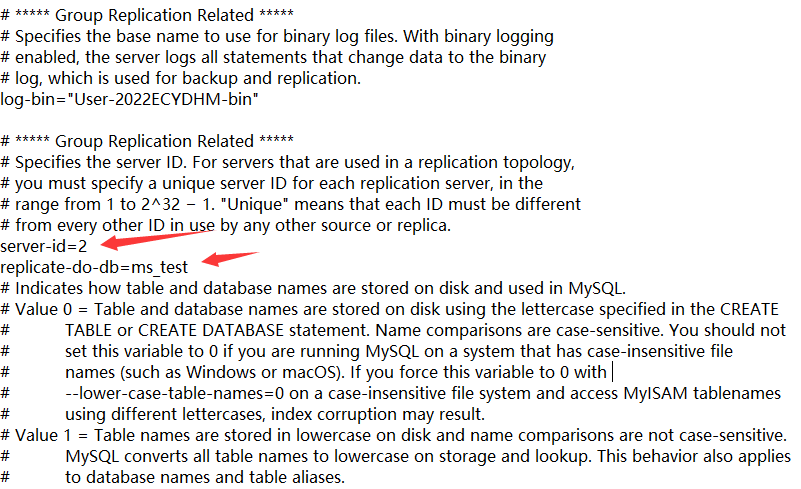 # ***** Group Replication Related *****
# Specifies the base name to use for binary log files. With binary logging
# enabled, the server logs all statements that change data to the binary
# log, which is used for backup and replication.
log-bin="User-2022ECYDHM-bin"
# ***** Group Replication Related *****
# Specifies the server ID. For servers that are used in a replication topology,
# you must specify a unique server ID for each replication server, in the
# range from 1 to 2^32 − 1. "Unique" means that each ID must be different
# from every other ID in use by any other source or replica.
server-id=2
replicate-do-db=ms_test
# Indicates how table and database names are stored on disk and used in MySQL.
# Value 0 = Table and database names are stored on disk using the lettercase specified in the CREATE
# TABLE or CREATE DATABASE statement. Name comparisons are case-sensitive. You should not
# set this variable to 0 if you are running MySQL on a system that has case-insensitive file
# names (such as Windows or macOS). If you force this variable to 0 with
# --lower-case-table-names=0 on a case-insensitive file system and access MyISAM tablenames
# using different lettercases, index corruption may result.
# Value 1 = Table names are stored in lowercase on disk and name comparisons are not case-sensitive.
# MySQL converts all table names to lowercase on storage and lookup. This behavior also applies
# to database names and table aliases.